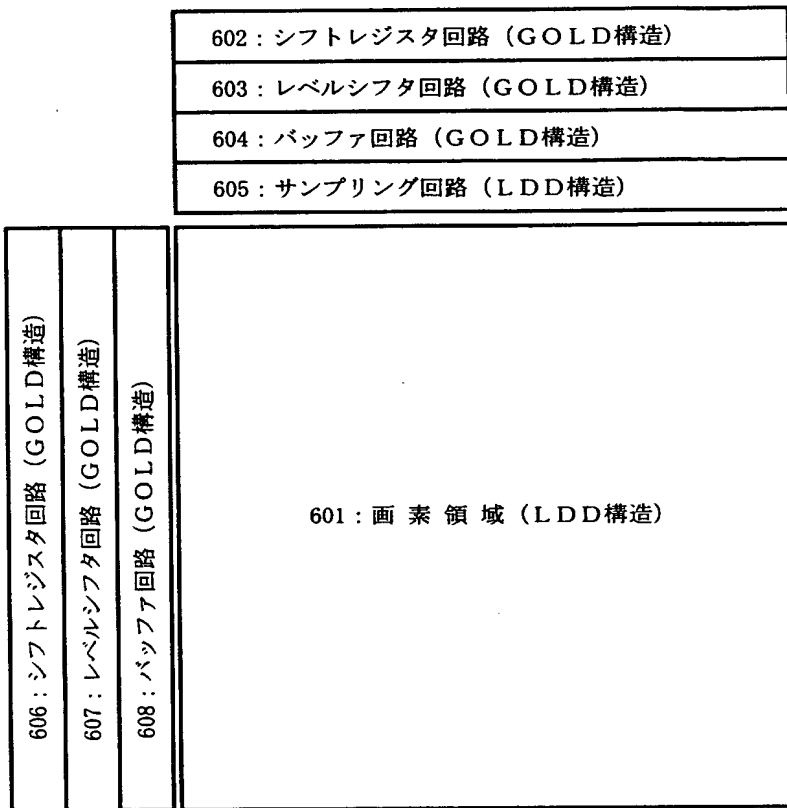 602：シフトレジスタ回路（GOLD構造）
603：レベルシフタ回路（GOLD構造）
604：バッファ回路（GOLD構造）
605：サンプリング回路（LDD構造）
606：シフトレジスタ回路（GOLD構造）
607：レベルシフタ回路（GOLD構造）
608：バッファ回路（GOLD構造）
601：画 素 領 域（LDD構造）